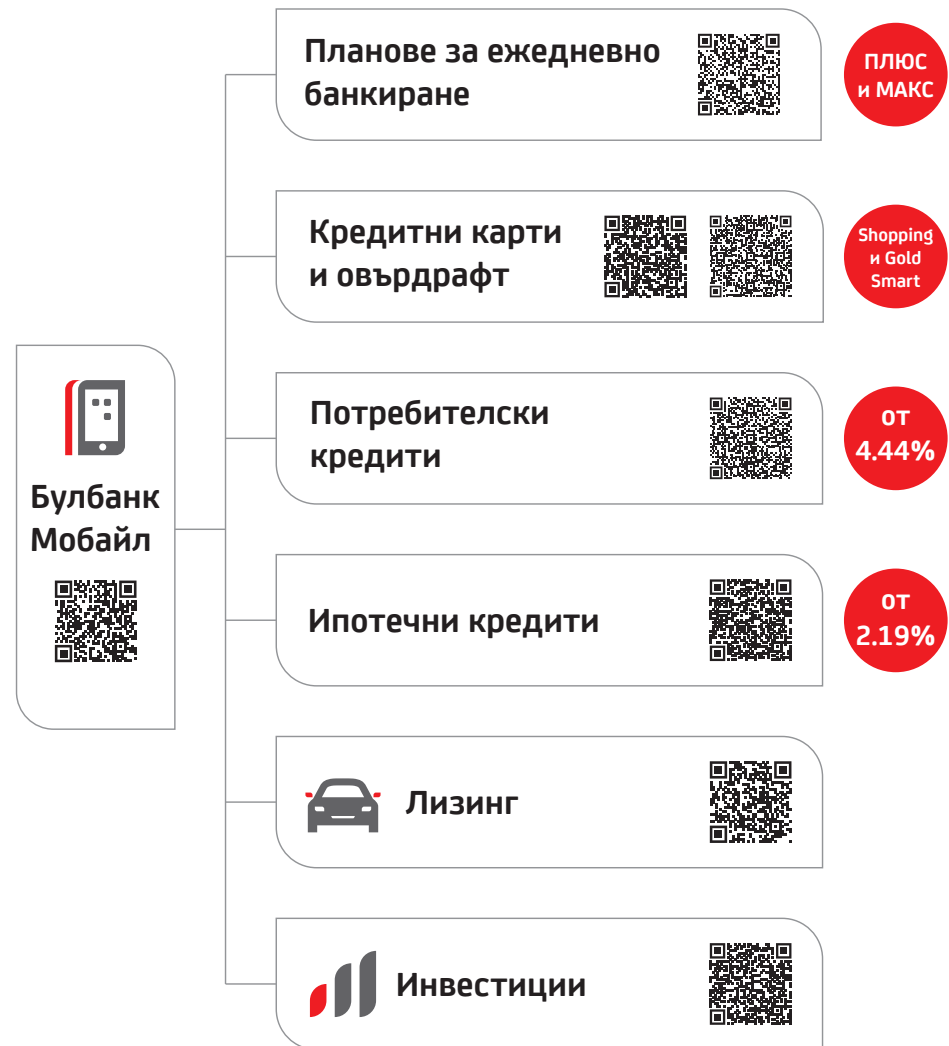 Планове за ежедневно
банкиране
ПЛЮС
и МАКС
Кредитни карти
и овърдрафт
Shopping
и Gold
Smart
Булбанк
Мобайл
Потребителски
кредити
от
4.44%
Ипотечни кредити
от
2.19%
Лизинг
Инвестиции